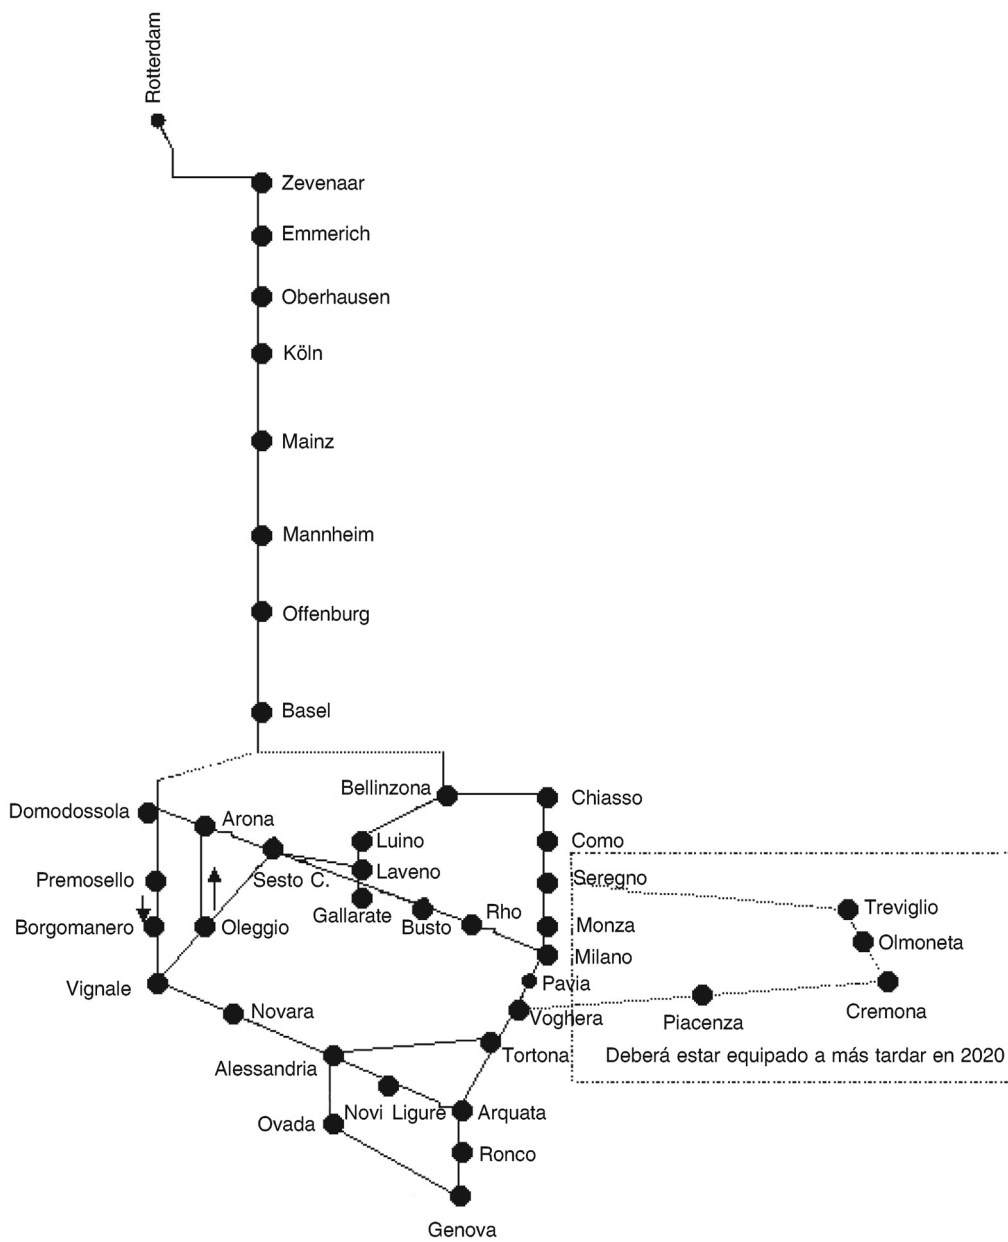 Rotterdam
Zevenaar
Emmerich
Oberhausen
Köln
Mainz
Mannheim
Offenburg
Basel
Bellinzona
Chiasso
Domodossola
Arona
Luino
Como
Premosello
Sesto C.
Laveno
Seregno
Gallarate
Busto
Rho
Treviglio
Borgomanero
Oleggio
Monza
Olmoneta
Milano
Vignale
Pavia
Novara
Voghera
Piacenza
Cremona
Alessandria
Tortona
Deberá estar equipado a más tardar en 2020
Ovada
Novi Ligure
Arquata
Ronco
Genova